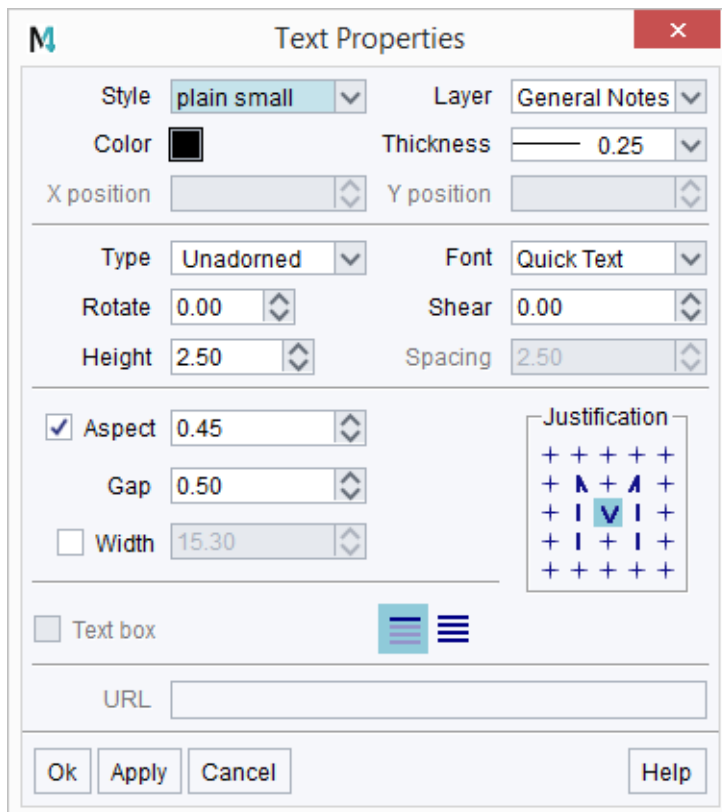 M4 Text Properties
Style plain small Layer General Notes
Color Thickness 0.25
X position Y position
Type Unadorned Font Quick Text
Rotate 0.00 Shear 0.00
Height 2.50 Spacing 2.50
Aspect 0.45 Justification
Gap 0.50
Width 15.30
Text box
URL
Ok Apply Cancel Help